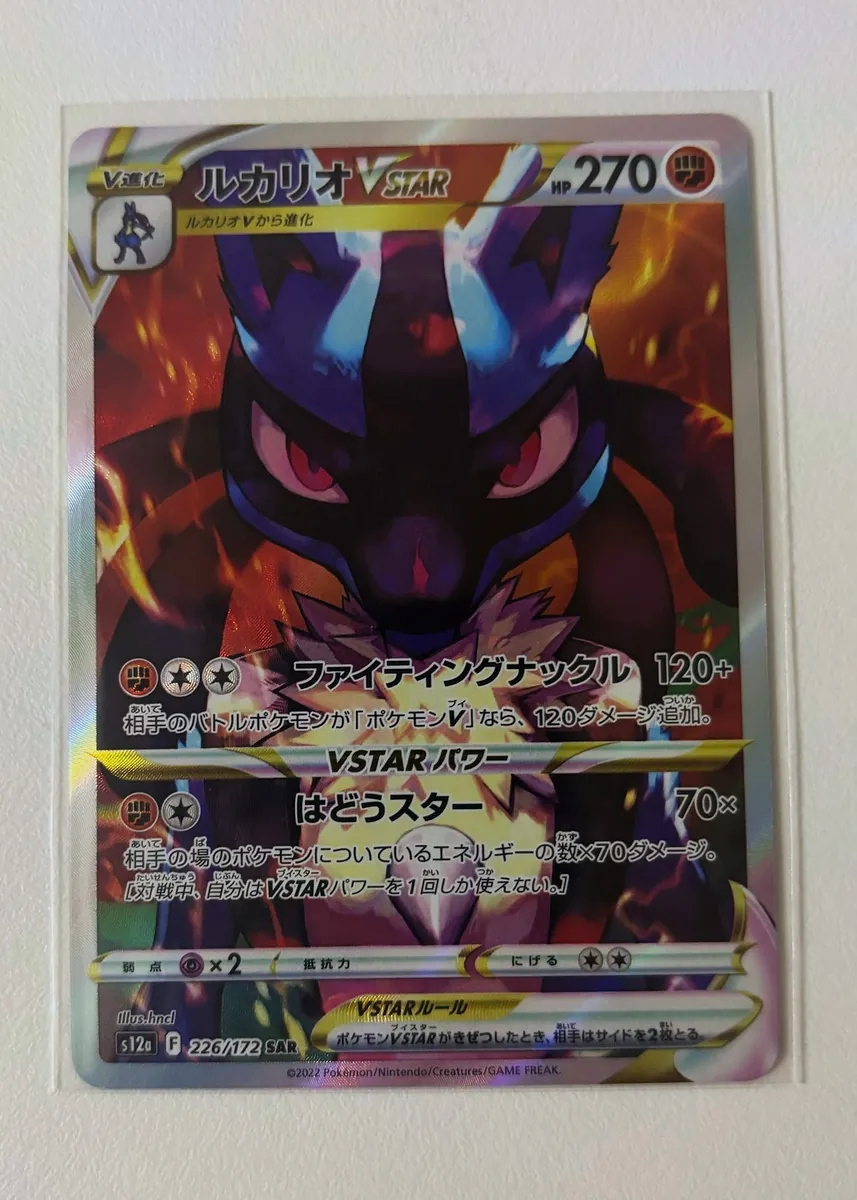 V進化
ルカリオVSTAR
HP 270
ルカリオVから進化
ファイティングナックル 120+
相手のバトルポケモンが「ポケモンV」なら、120ダメージ追加。
VSTARパワー
はどうスター 70×
相手の場のポケモンについているエネルギーの数×70ダメージ。
[対戦中、自分はVSTARパワーを1回しか使えない。]
弱点 ×2 抵抗力 にげる
Illus.hncl
VSTARルール
ポケモンVSTARがきぜつしたとき、相手はサイドを2枚とる。
s12a F 226/172 SAR
©2022 Pokémon/Nintendo/Creatures/GAME FREAK.